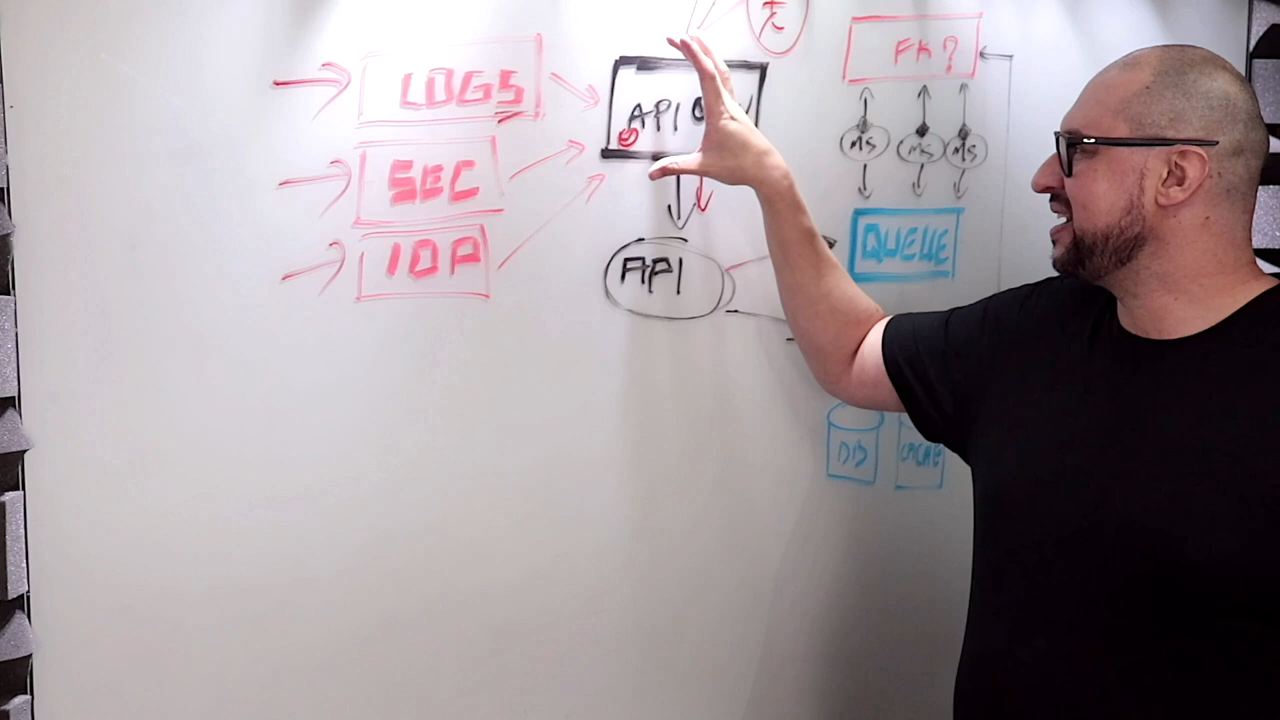 LOGS
API
FK?
MS MS MS
SEC
QUEUE
IDP
API
DB
CACHE